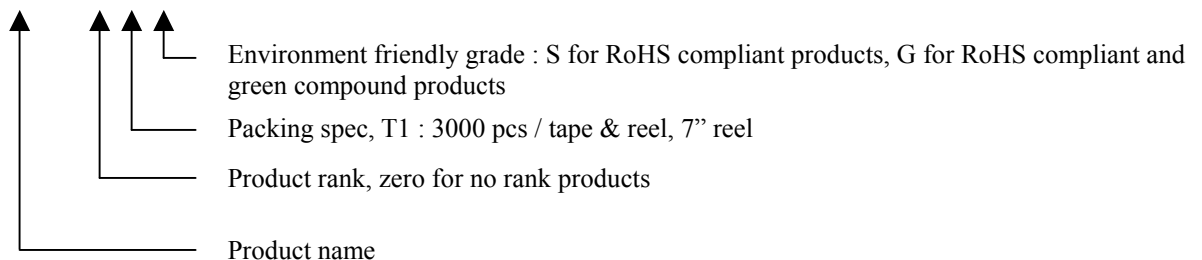 Environment friendly grade : S for RoHS compliant products, G for RoHS compliant and
green compound products
Packing spec, T1 : 3000 pcs / tape & reel, 7” reel
Product rank, zero for no rank products
Product name